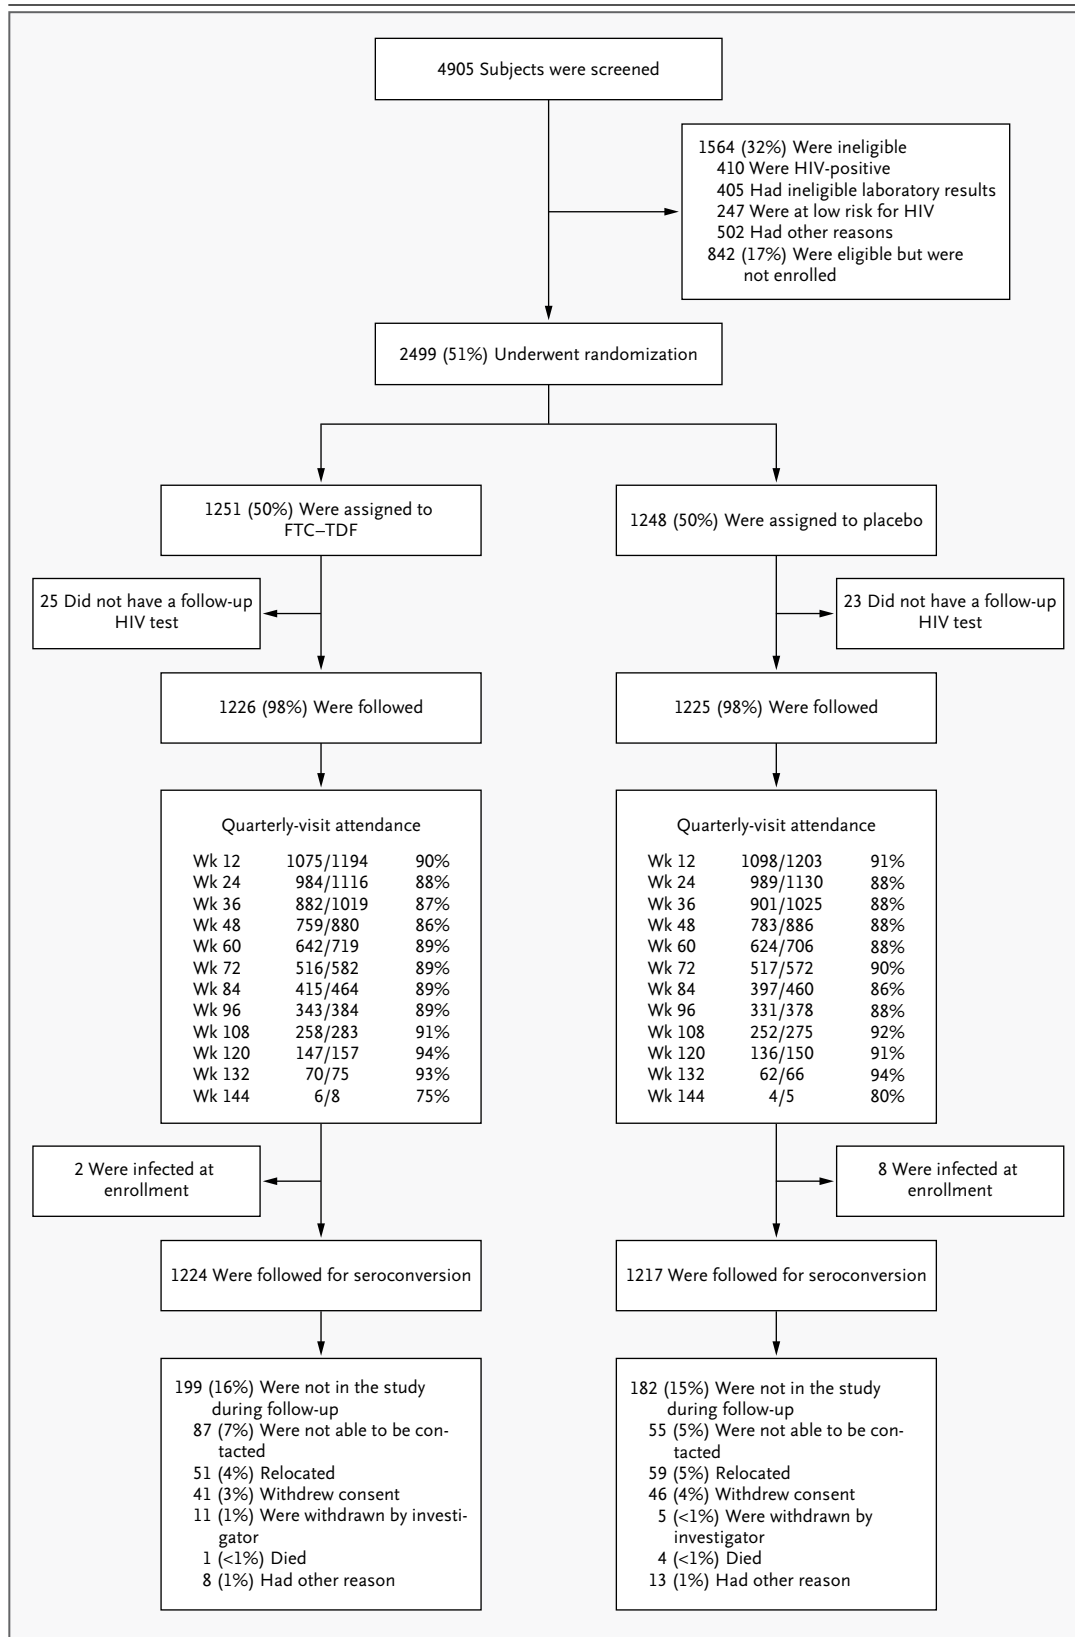 4905 Subjects were screened
1564 (32%) Were ineligible
410 Were HIV-positive
405 Had ineligible laboratory results
247 Were at low risk for HIV
502 Had other reasons
842 (17%) Were eligible but were
not enrolled
2499 (51%) Underwent randomization
1251 (50%) Were assigned to
FTC–TDF
1248 (50%) Were assigned to placebo
25 Did not have a follow-up
HIV test
23 Did not have a follow-up
HIV test
1226 (98%) Were followed
1225 (98%) Were followed
Quarterly-visit attendance
Wk 12 1075/1194 90%
Wk 24 984/1116 88%
Wk 36 882/1019 87%
Wk 48 759/880 86%
Wk 60 642/719 89%
Wk 72 516/582 89%
Wk 84 415/464 89%
Wk 96 343/384 89%
Wk 108 258/283 91%
Wk 120 147/157 94%
Wk 132 70/75 93%
Wk 144 6/8 75%
Quarterly-visit attendance
Wk 12 1098/1203 91%
Wk 24 989/1130 88%
Wk 36 901/1025 88%
Wk 48 783/886 88%
Wk 60 624/706 88%
Wk 72 517/572 90%
Wk 84 397/460 86%
Wk 96 331/378 88%
Wk 108 252/275 92%
Wk 120 136/150 91%
Wk 132 62/66 94%
Wk 144 4/5 80%
2 Were infected at
enrollment
8 Were infected at
enrollment
1224 Were followed for seroconversion
1217 Were followed for seroconversion
199 (16%) Were not in the study
during follow-up
87 (7%) Were not able to be con-
tacted
51 (4%) Relocated
41 (3%) Withdrew consent
11 (1%) Were withdrawn by investi-
gator
1 (<1%) Died
8 (1%) Had other reason
182 (15%) Were not in the study
during follow-up
55 (5%) Were not able to be con-
tacted
59 (5%) Relocated
46 (4%) Withdrew consent
5 (<1%) Were withdrawn by
investigator
4 (<1%) Died
13 (1%) Had other reason